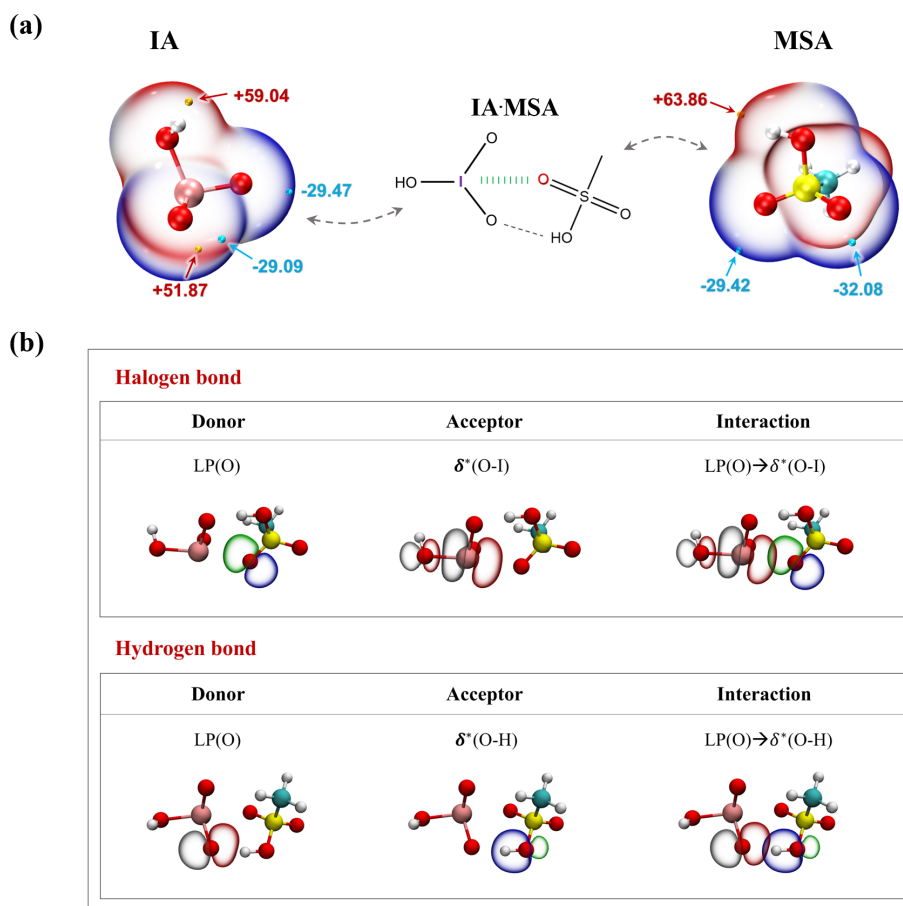 (a)
IA
MSA
IA·MSA
+59.04
-29.47
-29.09
+51.87
HO
I
O
O
O
S
O
HO
+63.86
-29.42
-32.08
(b)
Halogen bond
Donor Acceptor Interaction
LP(O) δ*(O-I) LP(O)→δ*(O-I)
Hydrogen bond
Donor Acceptor Interaction
LP(O) δ*(O-H) LP(O)→δ*(O-H)